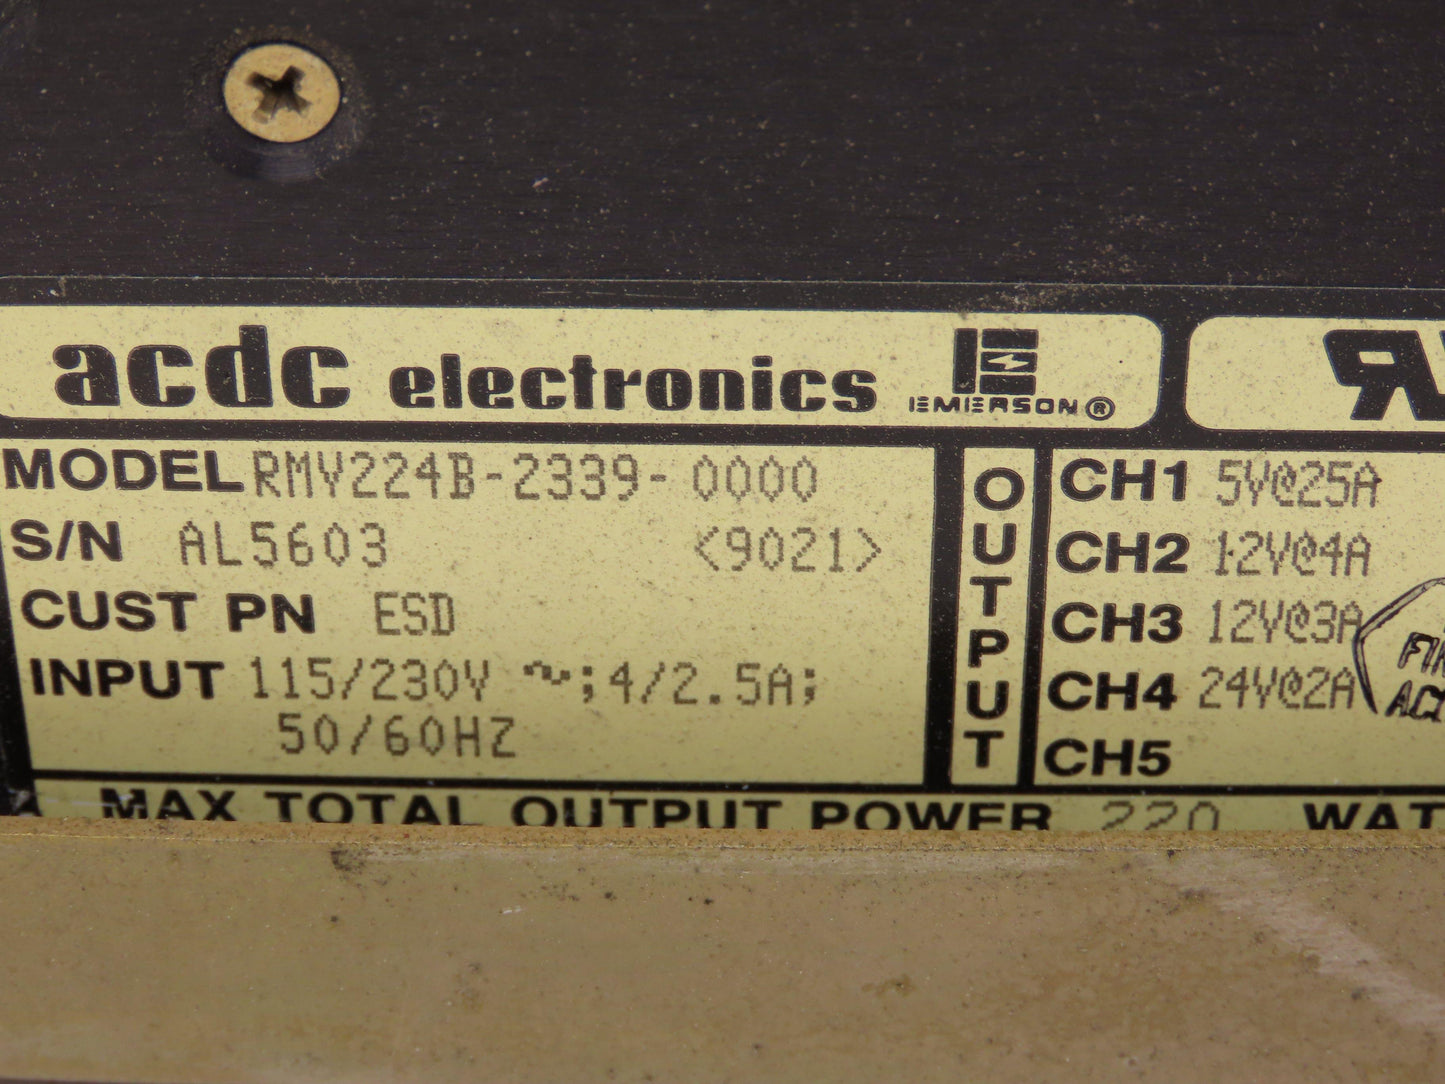 acdc electronics EMERSON®
MODEL RMV224B-2339-0000
S/N AL5603 <9021>
CUST PN ESD
INPUT 115/230V ~;4/2.5A;
50/60HZ
OUTPUT
CH1 5V@25A
CH2 12V@4A
CH3 12V@3A
CH4 24V@2A
CH5
MAX TOTAL OUTPUT POWER 220